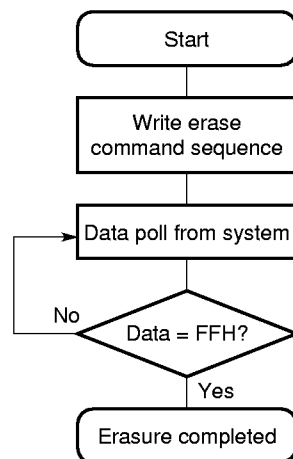 Start
Write erase
command sequence
Data poll from system
No
Data = FFH?
Yes
Erasure completed